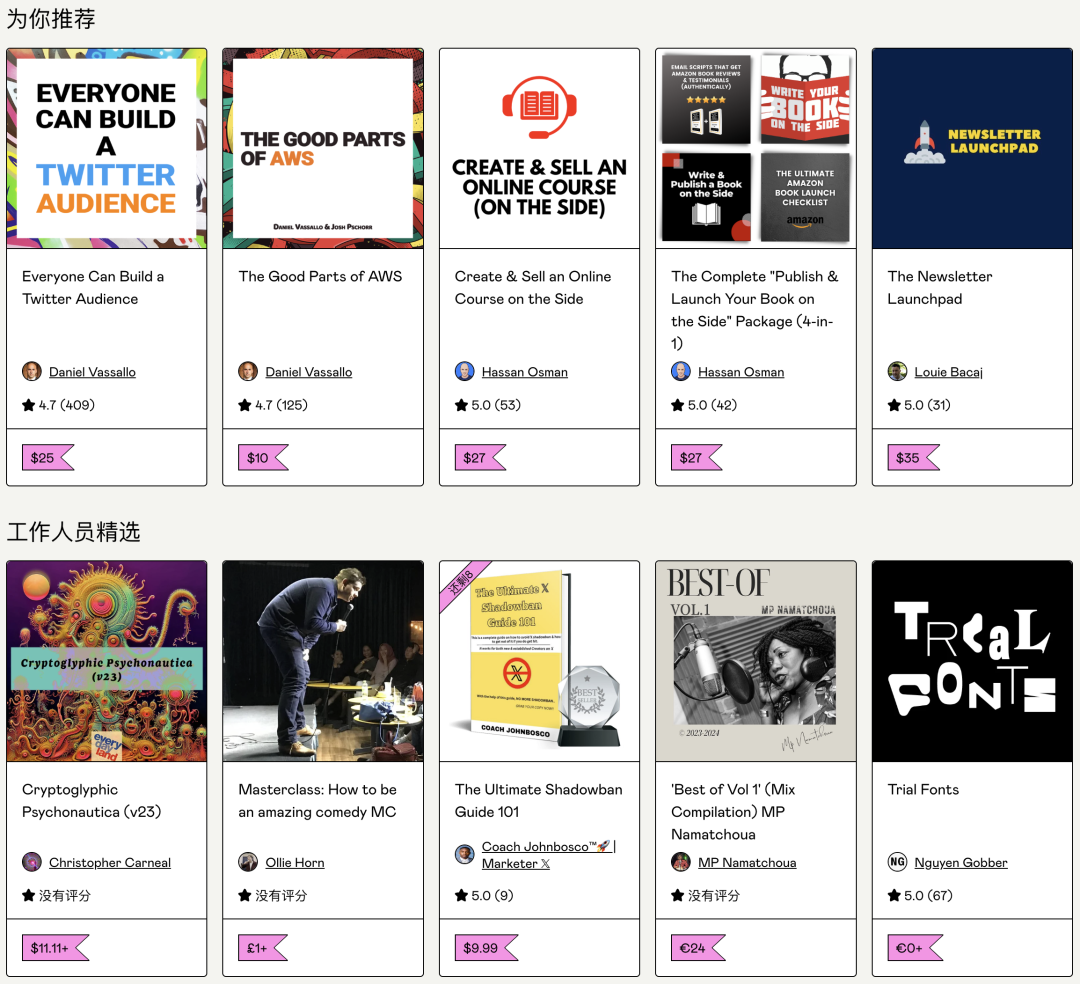 为你推荐
EVERYONE
CAN BUILD
A
TWITTER
AUDIENCE
THE GOOD PARTS
OF AWS
DANIEL VASSALLO & JOSH PSCHORR
CREATE & SELL AN
ONLINE COURSE
(ON THE SIDE)
EMAIL SCRIPTS THAT GET
AMAZON BOOK REVIEWS
& TESTIMONIALS
(AUTHENTICALLY)
WRITE YOUR
BOOK
ON THE SIDE
Write &
Publish a Book
on the Side
THE ULTIMATE
AMAZON
BOOK LAUNCH
CHECKLIST
amazon
NEWSLETTER
LAUNCHPAD
Everyone Can Build a
Twitter Audience
Daniel Vassallo
4.7 (409)
$25
The Good Parts of AWS
Daniel Vassallo
4.7 (125)
$10
Create & Sell an Online
Course on the Side
Hassan Osman
5.0 (53)
$27
The Complete "Publish &
Launch Your Book on
the Side" Package (4-in-
1)
Hassan Osman
5.0 (42)
$27
The Newsletter
Launchpad
Louie Bacaj
5.0 (31)
$35
工作人员精选
Cryptoglyphic Psychonautica
(v23)
every
day
land
还剩8
The Ultimate X
Shadowban
Guide 101
COACH JOHNBOSCO
BEST
SELLER
BEST-OF
VOL.1
MP NAMATCHOUA
© 2023-2024
TRiaL
FONTS
Cryptoglyphic
Psychonautica (v23)
Christopher Carneal
没有评分
$11.11+
Masterclass: How to be
an amazing comedy MC
Ollie Horn
没有评分
£1+
The Ultimate Shadowban
Guide 101
Coach Johnbosco™🚀 |
Marketer 𝕏
5.0 (9)
$9.99
'Best of Vol 1' (Mix
Compilation) MP
Namatchoua
MP Namatchoua
没有评分
€24
Trial Fonts
NG
Nguyen Gobber
5.0 (67)
€0+